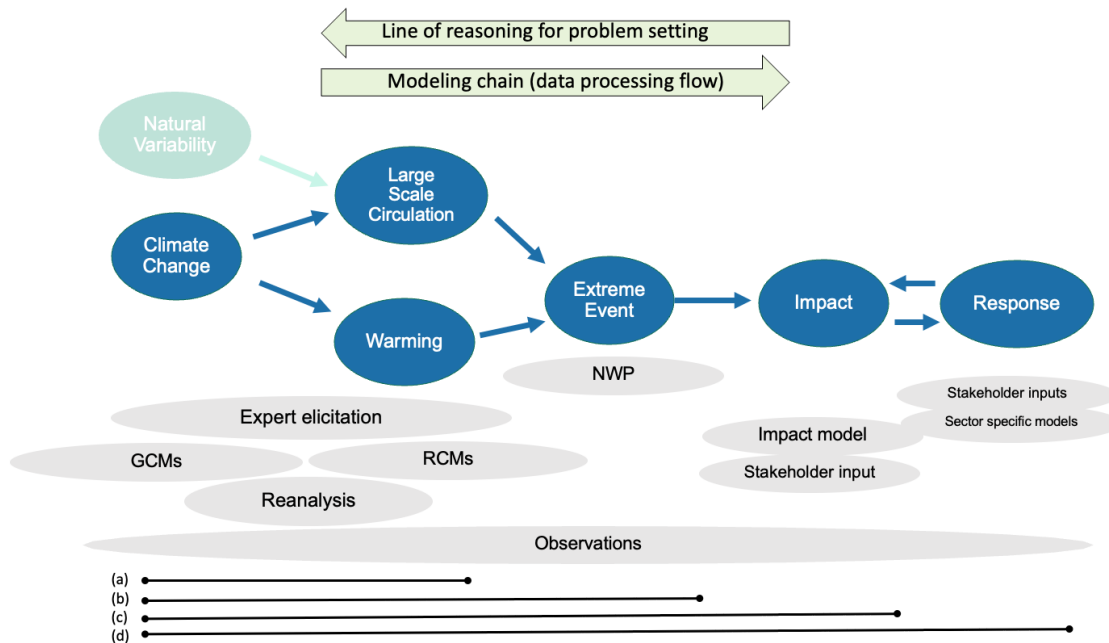 Line of reasoning for problem setting
Modeling chain (data processing flow)
Natural
Variability
Large
Scale
Circulation
Climate
Change
Extreme
Event
Impact
Response
Warming
NWP
Stakeholder inputs
Expert elicitation
Sector specific models
Impact model
GCMs
RCMs
Stakeholder input
Reanalysis
Observations
(a)
(b)
(c)
(d)